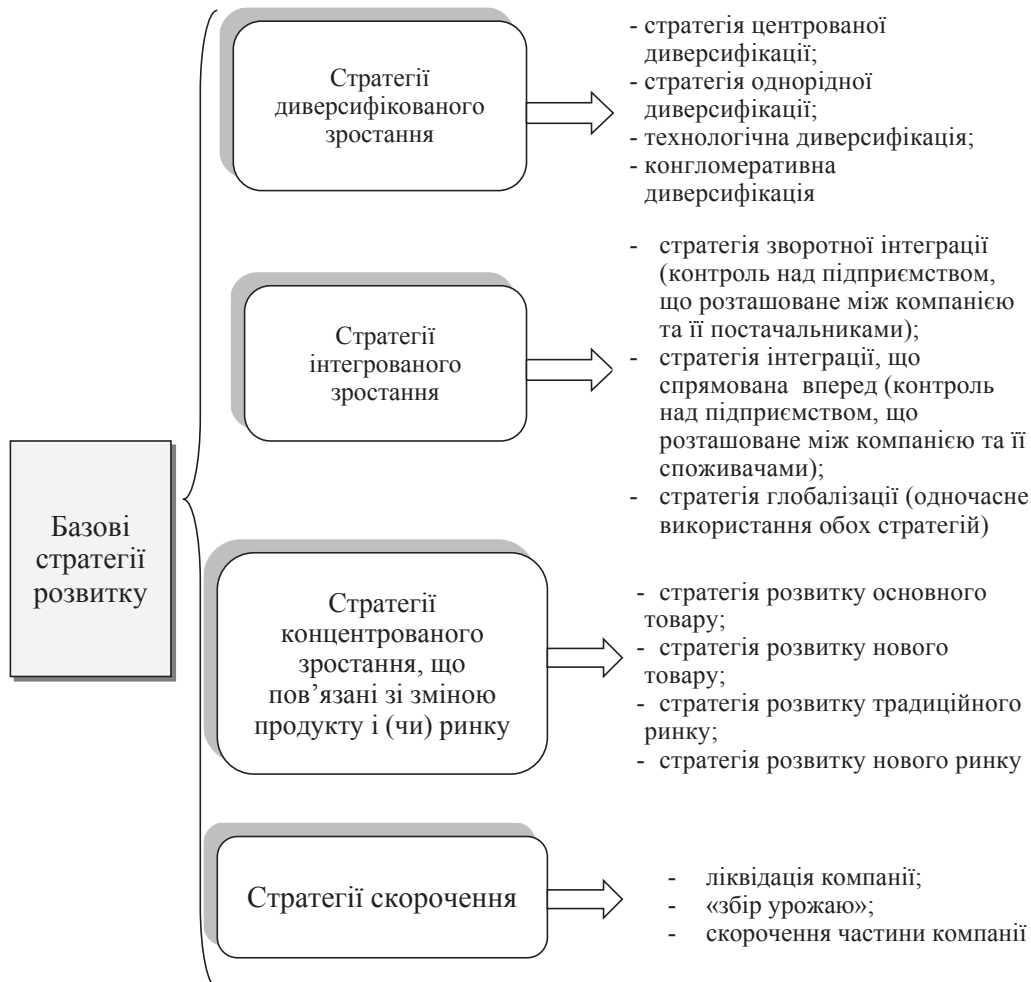 Базові
стратегії
розвитку
Стратегії
диверсифікованого
зростання
- стратегія центрованої
диверсифікації;
- стратегія однорідної
диверсифікації;
- технологічна диверсифікація;
- конгломеративна
диверсифікація
Стратегії
інтегрованого
зростання
- стратегія зворотної інтеграції
(контроль над підприємством,
що розташоване між компанією
та її постачальниками);
- стратегія інтеграції, що
спрямована вперед (контроль
над підприємством, що
розташоване між компанією та її
споживачами);
- стратегія глобалізації (одночасне
використання обох стратегій)
Стратегії
концентрованого
зростання, що
пов’язані зі зміною
продукту і (чи) ринку
- стратегія розвитку основного
товару;
- стратегія розвитку нового
товару;
- стратегія розвитку традиційного
ринку;
- стратегія розвитку нового ринку
Стратегії скорочення
- ліквідація компанії;
- «збір урожаю»;
- скорочення частини компанії